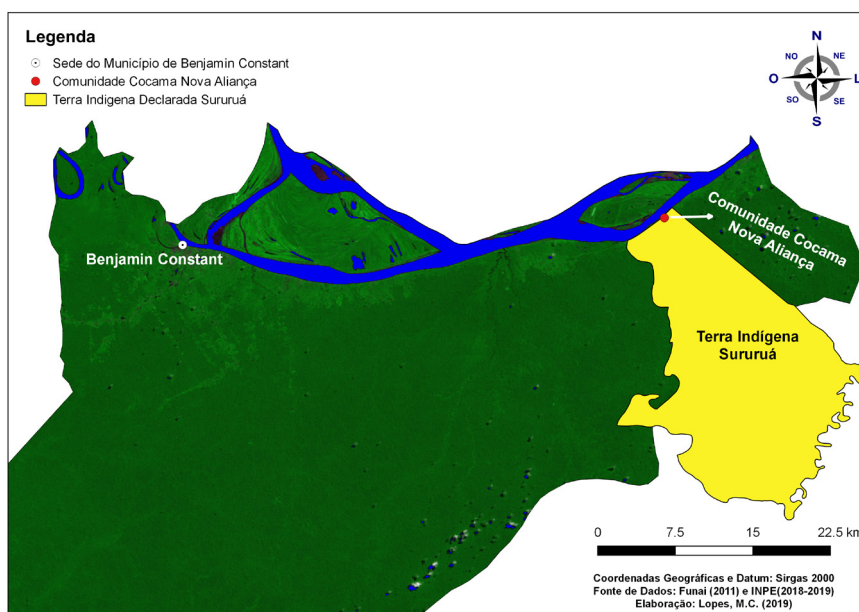 Legenda
Sede do Município de Benjamin Constant
Comunidade Cocama Nova Aliança
Terra Indigena Declarada Sururuá
N
NO
NE
O
L
SO
SE
S
Benjamin Constant
Comunidade Cocama
Nova Aliança
Terra Indígena
Sururuá
0 7.5 15 22.5 km
Coordenadas Geográficas e Datum: Sirgas 2000
Fonte de Dados: Funai (2011) e INPE(2018-2019)
Elaboração: Lopes, M.C. (2019)